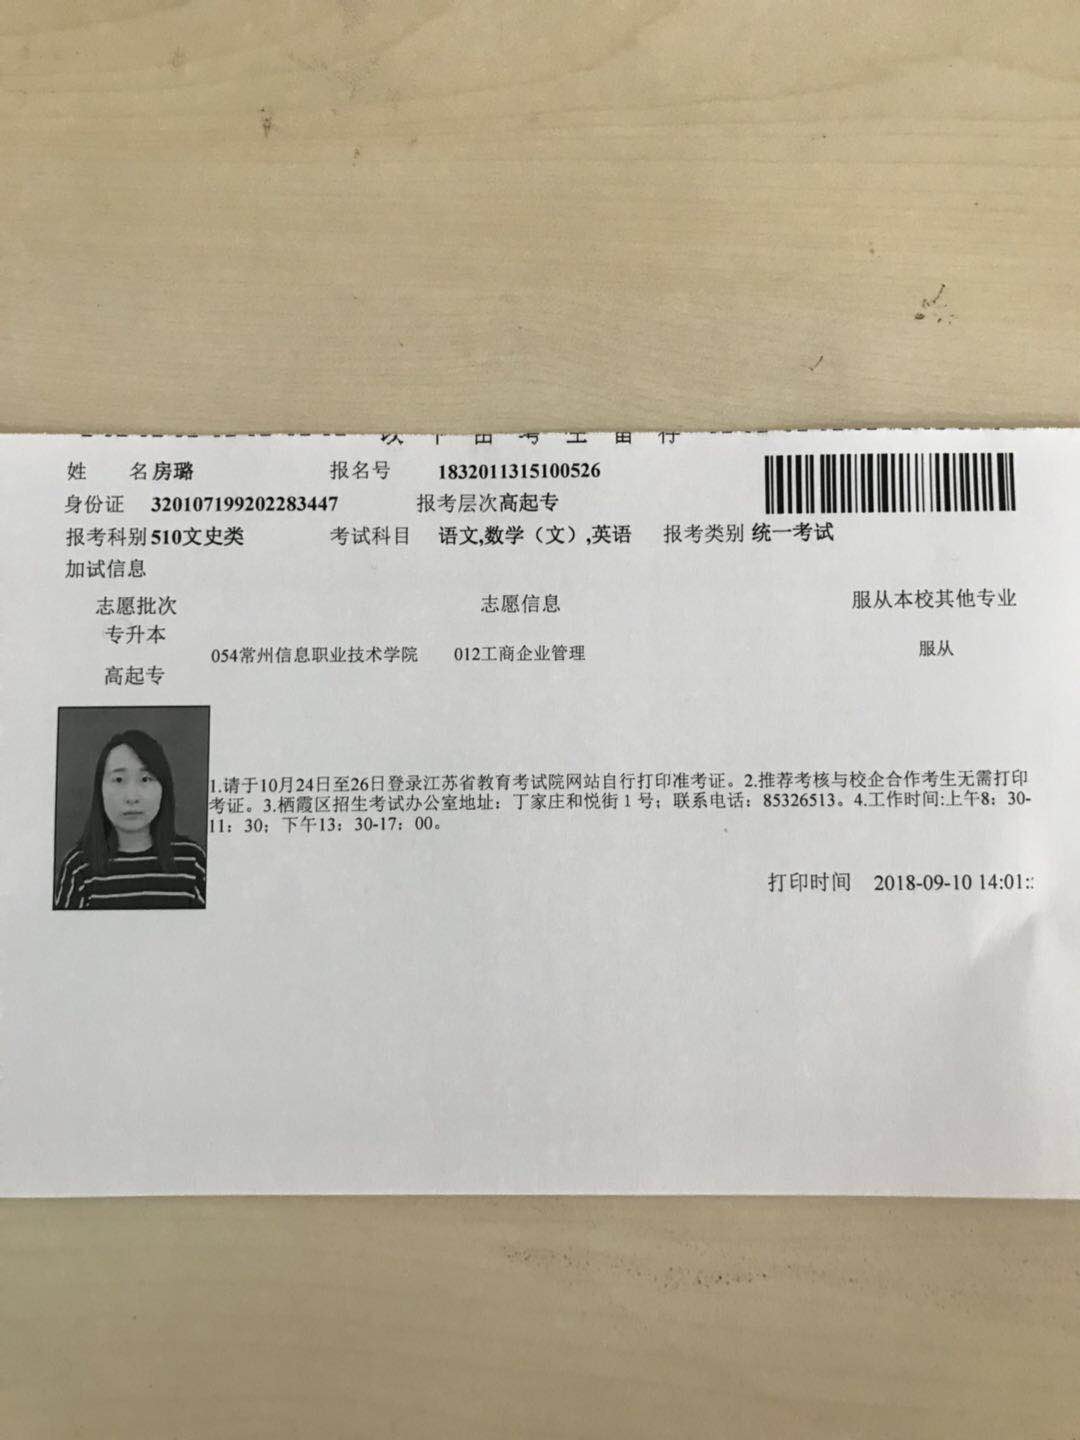 以下由考生留存
姓 名 房璐 报名号 1832011315100526
身份证 320107199202283447 报考层次 高起专
报考科别 510文史类 考试科目 语文,数学（文）,英语 报考类别 统一考试
加试信息
志愿批次 志愿信息 服从本校其他专业
专升本
054常州信息职业技术学院 012工商企业管理 服从
高起专
1.请于10月24日至26日登录江苏省教育考试院网站自行打印准考证。2.推荐考核与校企合作考生无需打印
考证。3.栖霞区招生考试办公室地址：丁家庄和悦街1号；联系电话：85326513。4.工作时间:上午8：30-
11：30；下午13：30-17：00。
打印时间 2018-09-10 14:01: